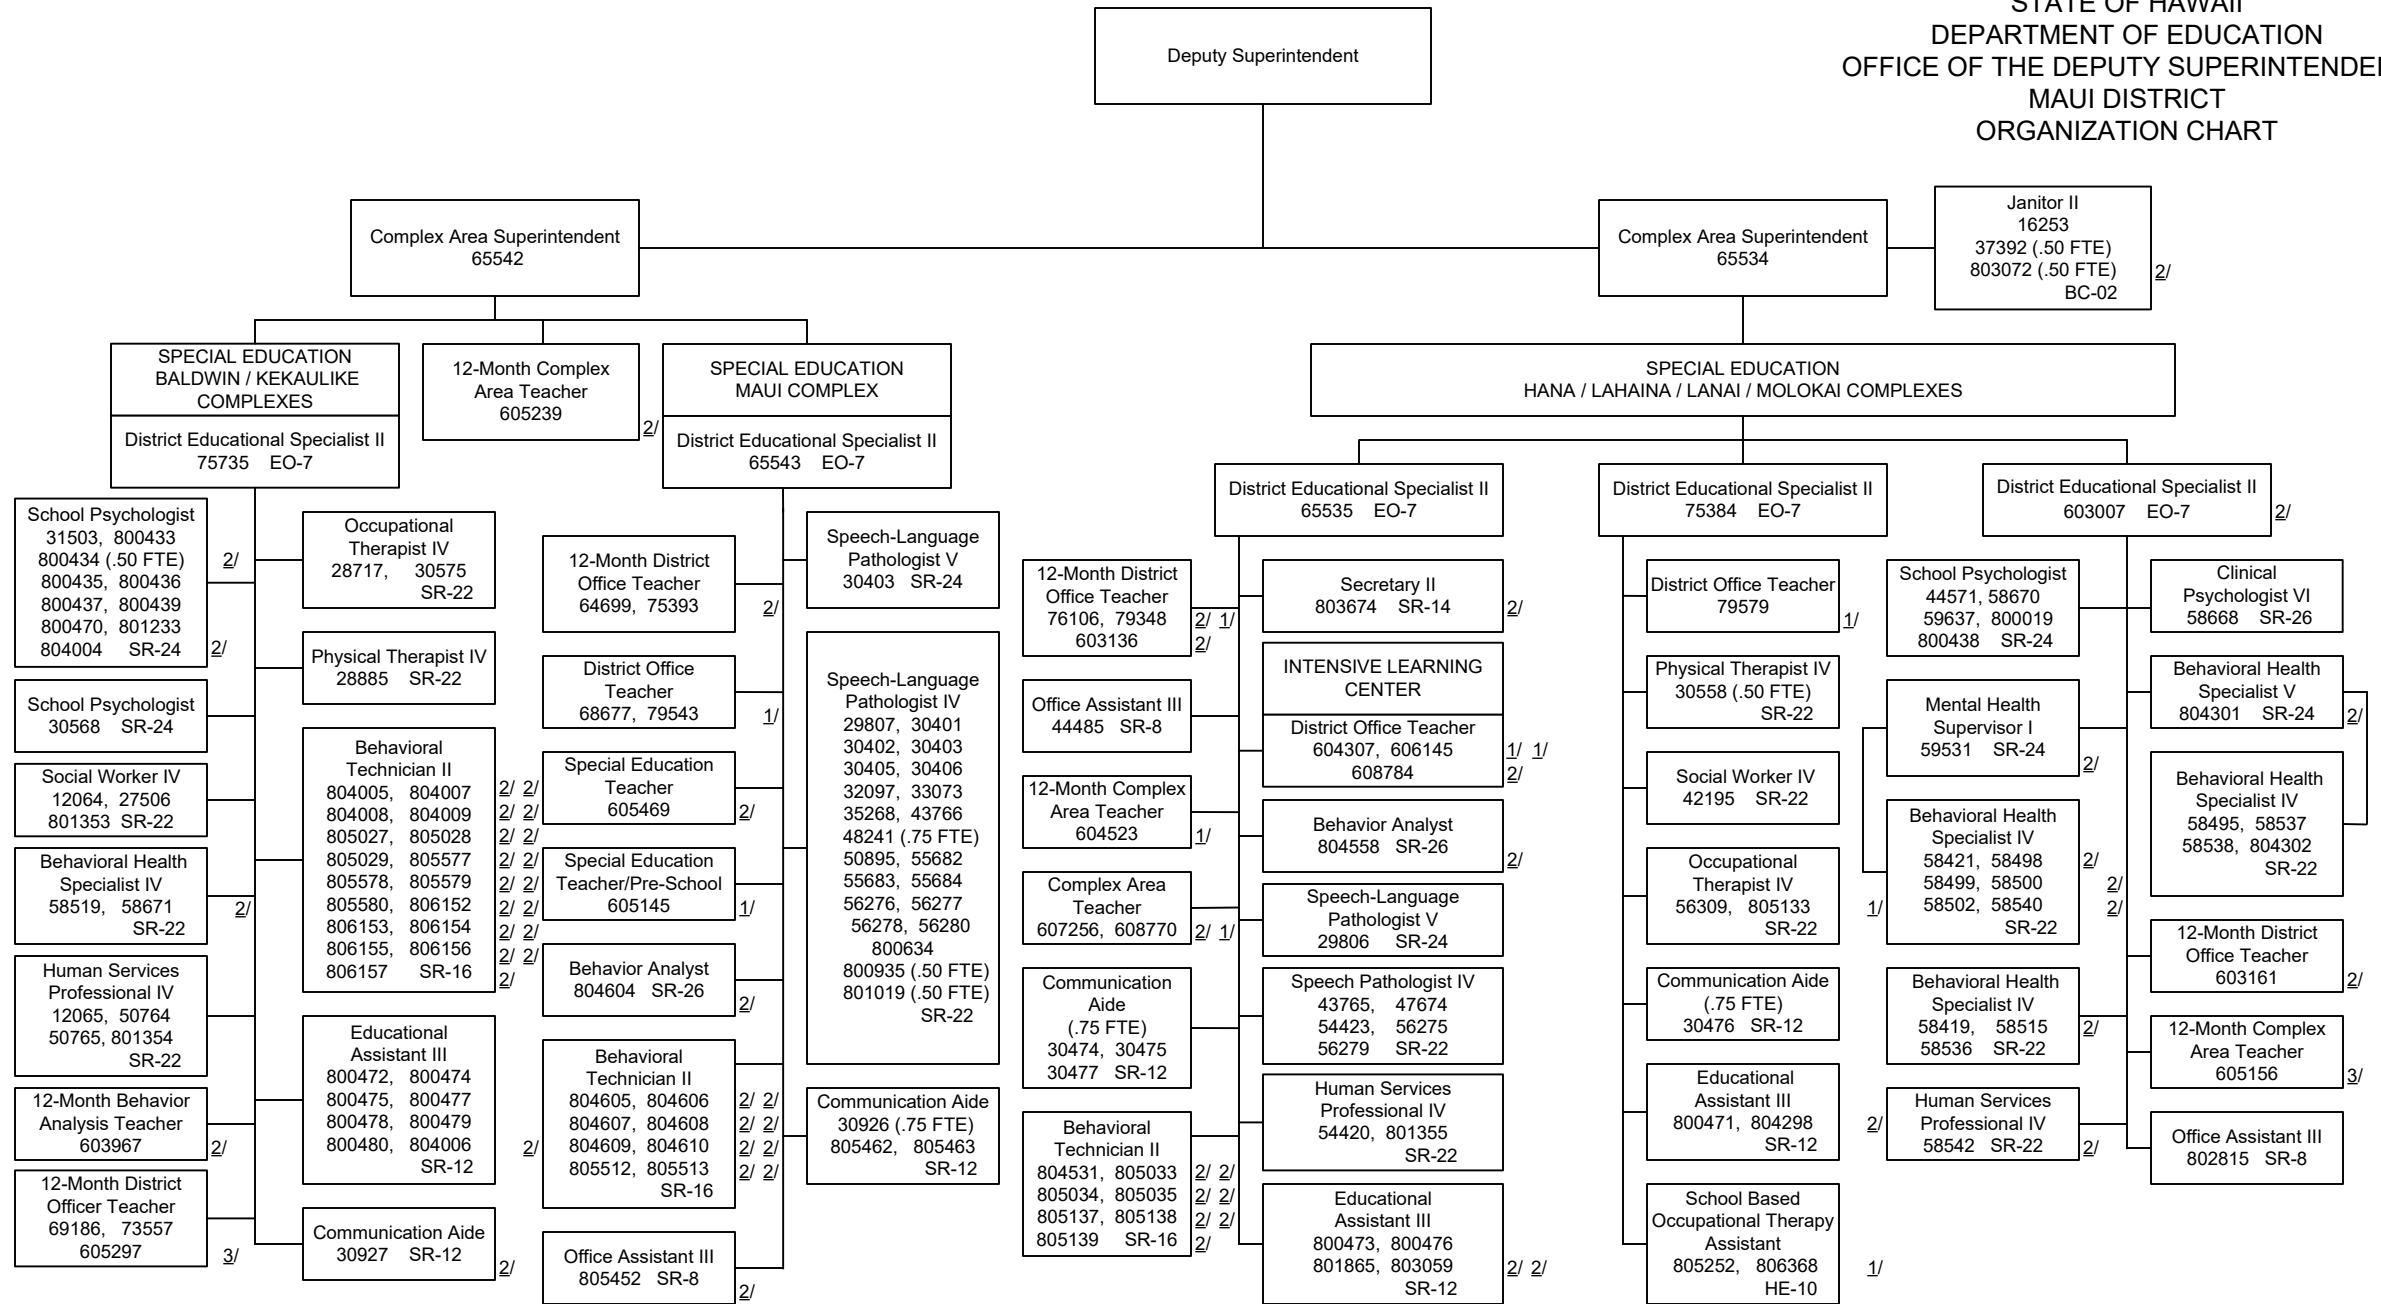 STATE OF HAWAII
DEPARTMENT OF EDUCATION
OFFICE OF THE DEPUTY
MAUI DISTRICT
ORGANIZATION CHART
Deputy Superintendent
Complex Area Superintendent
65542
Complex Area Superintendent
65534
Janitor II
16253
37392 (.50 FTE)
803072 (.50 FTE) 2/
BC-02
SPECIAL EDUCATION
BALDWIN / KEKAULIKE
COMPLEXES
District Educational Specialist II
75735 EO-7
12-Month Complex
Area Teacher
605239
2/
SPECIAL EDUCATION
MAUI COMPLEX
District Educational Specialist II
65543 EO-7
SPECIAL EDUCATION
HANA / LAHAINA / LANAI / MOLOKAI COMPLEXES
District Educational Specialist II
65535 EO-7
District Educational Specialist II
75384 EO-7
District Educational Specialist II
603007 EO-7 2/
School Psychologist
31503, 800433
800434 (.50 FTE) 2/
800435, 800436
800437, 800439
800470, 801233
804004 SR-24 2/
School Psychologist
30568 SR-24
Social Worker IV
12064, 27506
801353 SR-22
Behavioral Health
Specialist IV
58519, 58671 2/
SR-22
Human Services
Professional IV
12065, 50764
50765, 801354
SR-22
12-Month Behavior
Analysis Teacher
603967 2/
12-Month District
Officer Teacher
69186, 73557
605297 3/
Occupational
Therapist IV
28717, 30575
SR-22
Physical Therapist IV
28885 SR-22
Behavioral
Technician II
804005, 804007 2/ 2/
804008, 804009 2/ 2/
805027, 805028 2/ 2/
805029, 805577 2/ 2/
805578, 805579 2/ 2/
805580, 806152 2/ 2/
806153, 806154 2/ 2/
806155, 806156 2/ 2/
806157 SR-16 2/
Educational
Assistant III
800472, 800474
800475, 800477
800478, 800479
800480, 804006 2/
SR-12
Communication Aide
30927 SR-12 2/
12-Month District
Office Teacher
64699, 75393 2/
District Office
Teacher
68677, 79543 1/
Special Education
Teacher
605469 2/
Special Education
Teacher/Pre-School
605145 1/
Behavior Analyst
804604 SR-26
2/
Behavioral
Technician II
804605, 804606 2/ 2/
804607, 804608 2/ 2/
804609, 804610 2/ 2/
805512, 805513 2/ 2/
SR-16
Office Assistant III
805452 SR-8
2/
Speech-Language
Pathologist V
30403 SR-24
Speech-Language
Pathologist IV
29807, 30401
30402, 30403
30405, 30406
32097, 33073
35268, 43766
48241 (.75 FTE)
50895, 55682
55683, 55684
56276, 56277
56278, 56280
800634
800935 (.50 FTE)
801019 (.50 FTE)
SR-22
Communication Aide
30926 (.75 FTE)
805462, 805463
SR-12
12-Month District
Office Teacher
76106, 79348 2/ 1/
603136 2/
Office Assistant III
44485 SR-8
12-Month Complex
Area Teacher
604523 1/
Complex Area
Teacher
607256, 608770 2/ 1/
Communication
Aide
(.75 FTE)
30474, 30475
30477 SR-12
Behavioral
Technician II
804531, 805033 2/ 2/
805034, 805035 2/ 2/
805137, 805138 2/ 2/
805139 SR-16 2/
Secretary II
803674 SR-14 2/
INTENSIVE LEARNING
CENTER
District Office Teacher
604307, 606145 1/ 1/
608784 2/
Behavior Analyst
804558 SR-26
2/
Speech-Language
Pathologist V
29806 SR-24
Speech Pathologist IV
43765, 47674
54423, 56275
56279 SR-22
Human Services
Professional IV
54420, 801355
SR-22
Educational
Assistant III
800473, 800476
801865, 803059 2/ 2/
SR-12
District Office Teacher
79579
1/
Physical Therapist IV
30558 (.50 FTE)
SR-22
Social Worker IV
42195 SR-22
Occupational
Therapist IV
56309, 805133 1/
SR-22
Communication Aide
(.75 FTE)
30476 SR-12
Educational
Assistant III
800471, 804298 2/
SR-12
School Based
Occupational Therapy
Assistant
805252, 806368 1/
HE-10
School Psychologist
44571, 58670
59637, 800019
800438 SR-24
Mental Health
Supervisor I
59531 SR-24
2/
Behavioral Health
Specialist IV
58421, 58498 2/
58499, 58500 2/
58502, 58540 2/
SR-22
Behavioral Health
Specialist IV
58419, 58515 2/
58536 SR-22
Human Services
Professional IV
58542 SR-22 2/
Clinical
Psychologist VI
58668 SR-26
Behavioral Health
Specialist V
804301 SR-24 2/
Behavioral Health
Specialist IV
58495, 58537
58538, 804302
SR-22
12-Month District
Office Teacher
603161 2/
12-Month Complex
Area Teacher
605156 3/
Office Assistant III
802815 SR-8